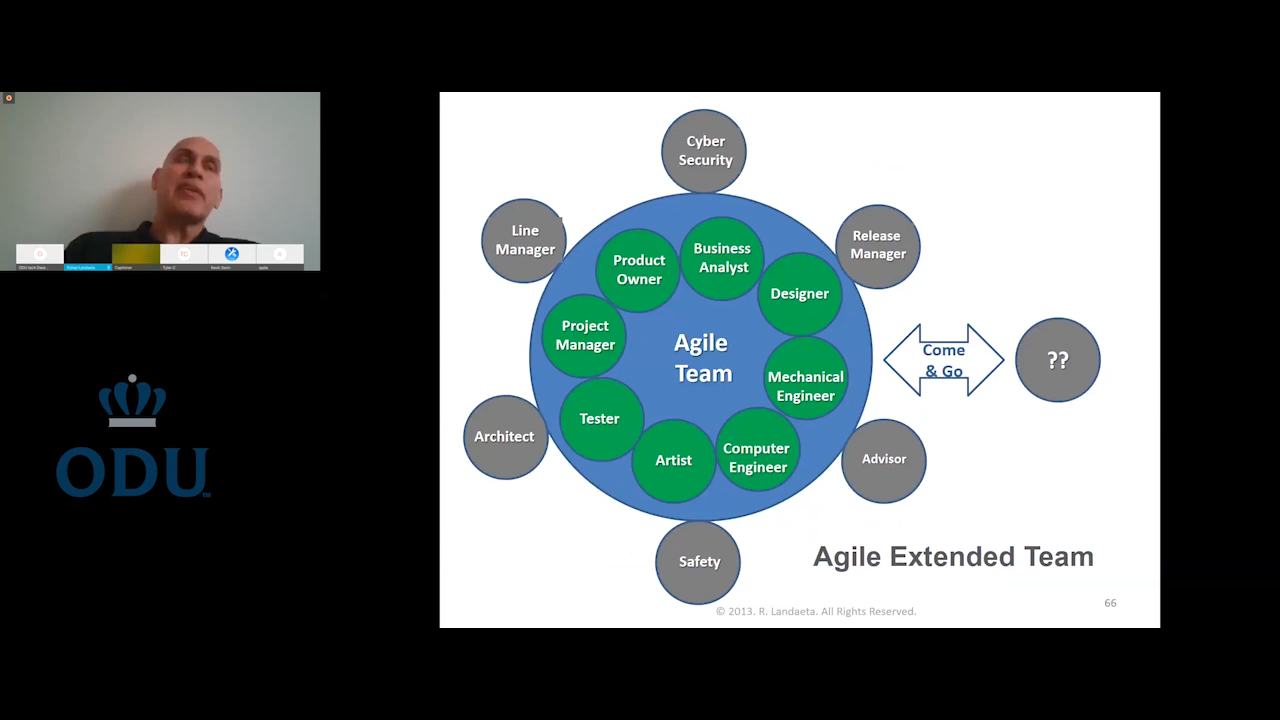 Cyber
Security
Line
Manager
Release
Manager
Product
Owner
Business
Analyst
Designer
Project
Manager
Agile
Team
Come
& Go
??
Mechanical
Engineer
Tester
Architect
Artist
Computer
Engineer
Advisor
Safety
Agile Extended Team
© 2013. R. Landaeta. All Rights Reserved.
66
ODU
TM